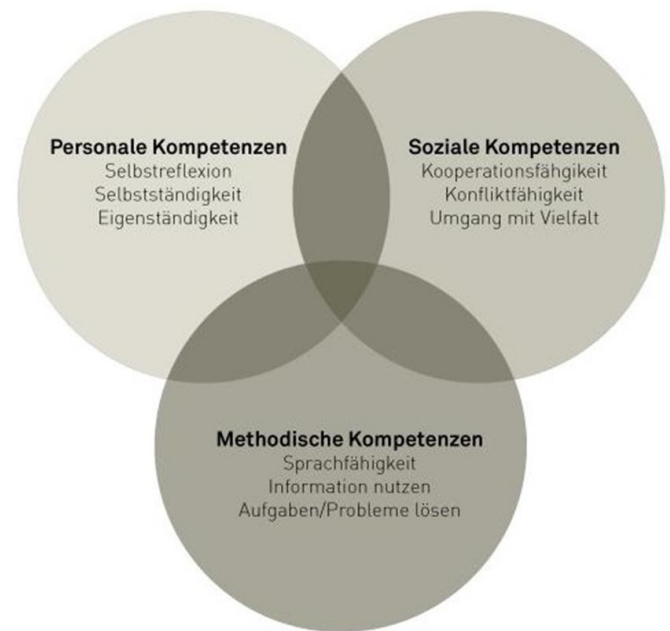 Personale Kompetenzen
Selbstreflexion
Selbstständigkeit
Eigenständigkeit
Soziale Kompetenzen
Kooperationsfähgikeit
Konfliktfähigkeit
Umgang mit Vielfalt
Methodische Kompetenzen
Sprachfähigkeit
Information nutzen
Aufgaben/Probleme lösen